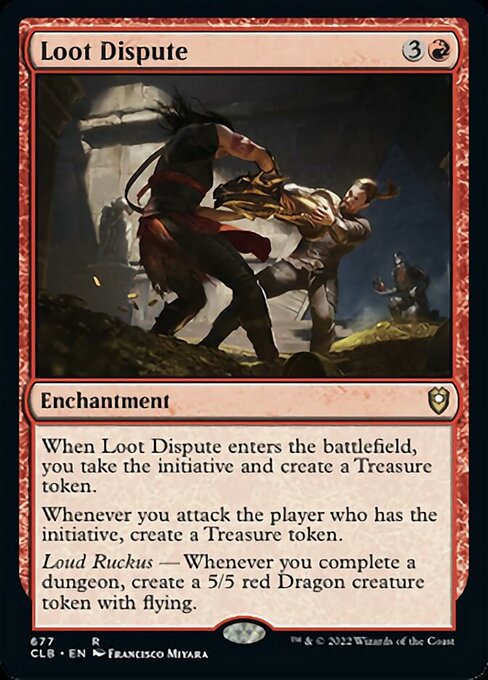 Loot Dispute 3
Enchantment
When Loot Dispute enters the battlefield,
you take the initiative and create a Treasure
token.
Whenever you attack the player who has the
initiative, create a Treasure token.
Loud Ruckus — Whenever you complete a
dungeon, create a 5/5 red Dragon creature
token with flying.
677 R
CLB • EN Francisco Miyara
™ & © 2022 Wizards of the Coast